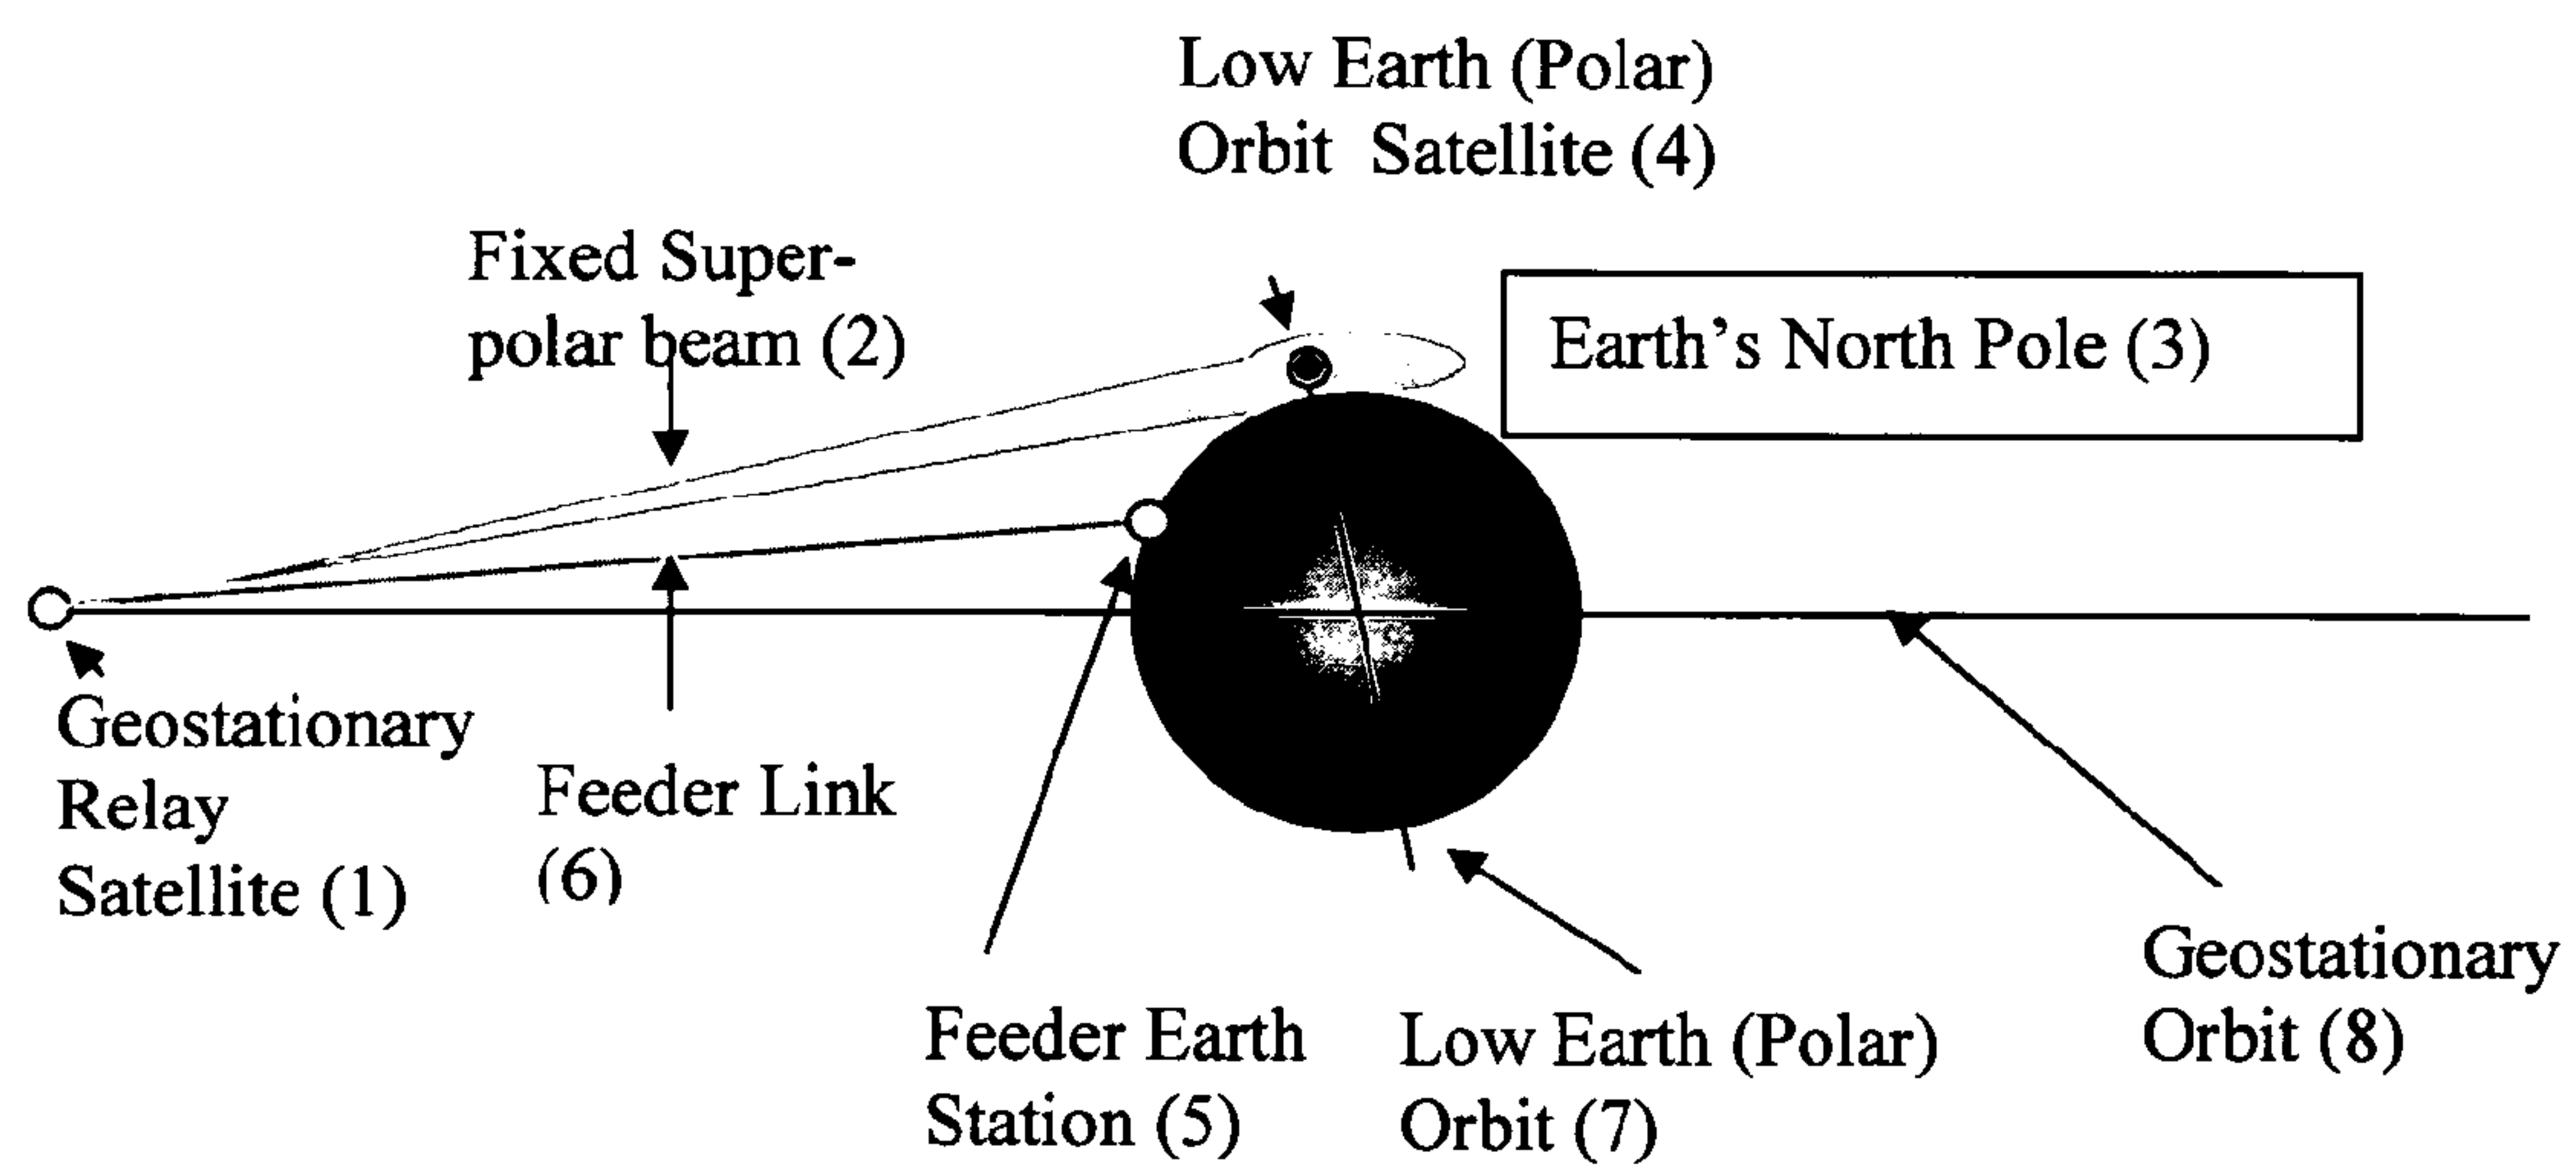 Low Earth (Polar)
Orbit Satellite (4)
Fixed Super-
polar beam (2)
Earth's North Pole (3)
Geostationary
Relay
Satellite (1)
Feeder Link
(6)
Feeder Earth
Station (5)
Low Earth (Polar)
Orbit (7)
Geostationary
Orbit (8)